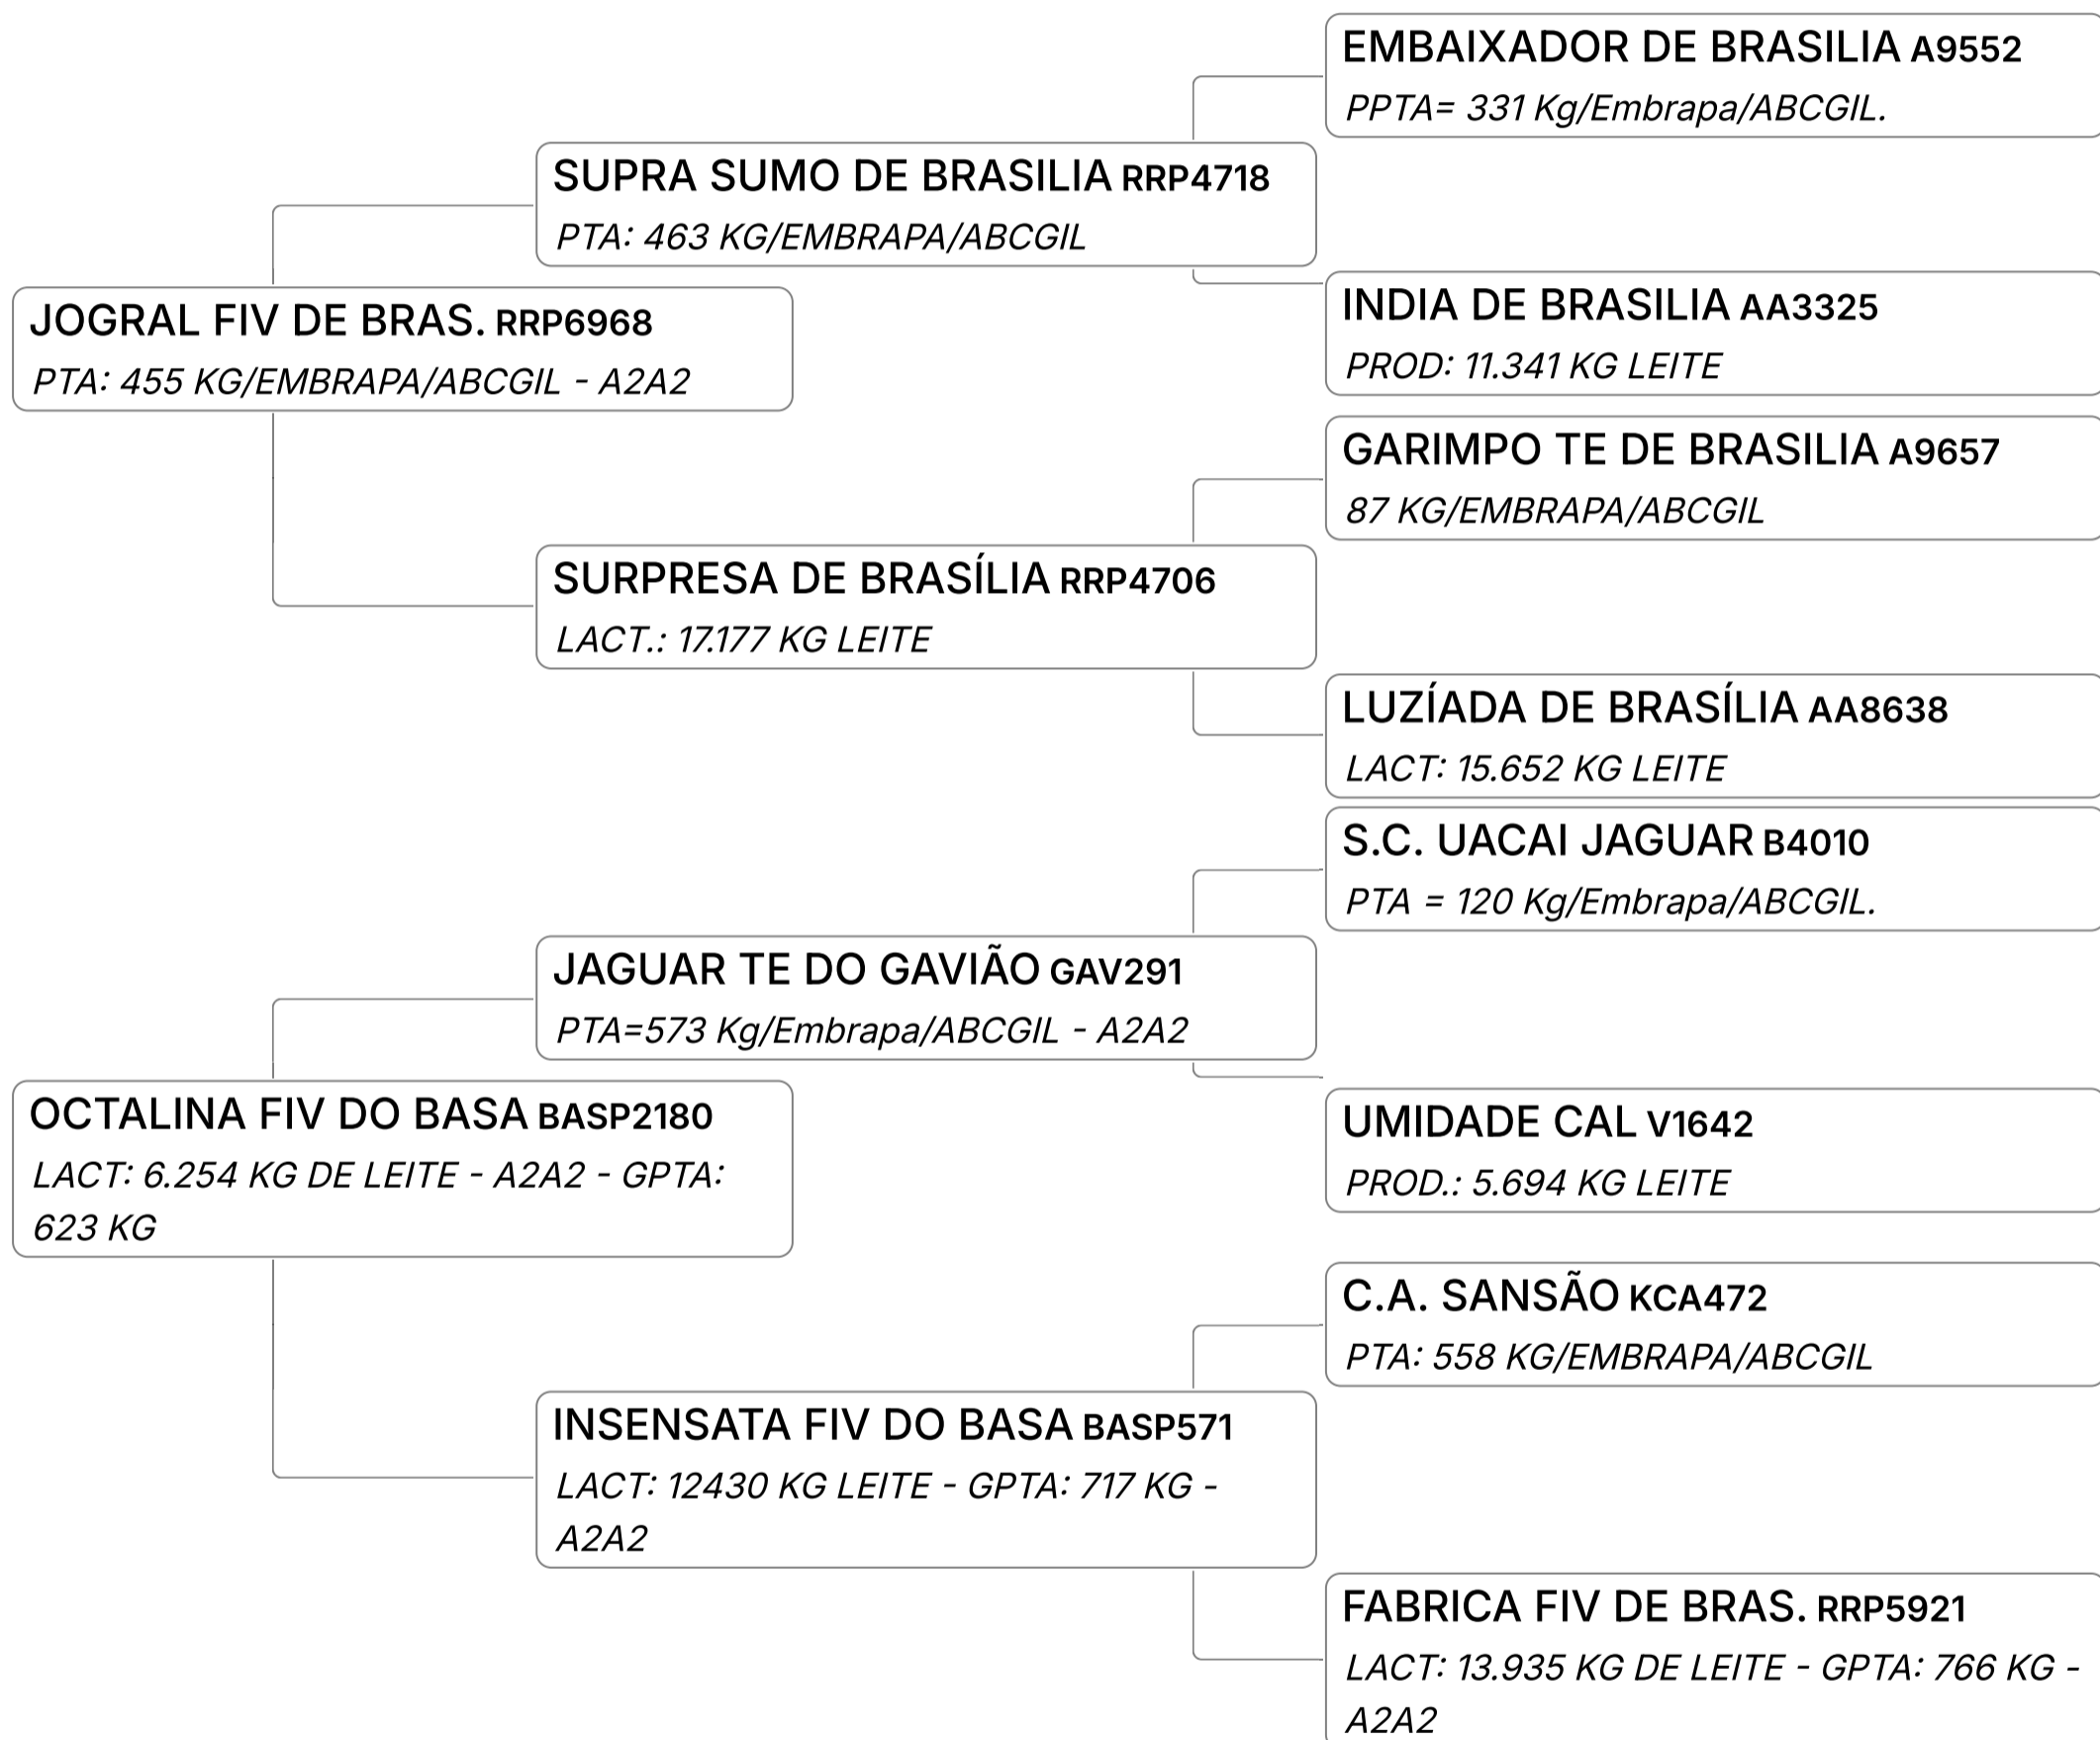 EMBAIXADOR DE BRASILIA A9552
PPTA= 331 Kg/Embrapa/ABCGIL.
SUPRA SUMO DE BRASILIA RRP4718
PTA: 463 KG/EMBRAPA/ABCGIL
INDIA DE BRASILIA AA3325
PROD: 11.341 KG LEITE
JOGRAL FIV DE BRAS. RRP6968
PTA: 455 KG/EMBRAPA/ABCGIL - A2A2
GARIMPO TE DE BRASILIA A9657
87 KG/EMBRAPA/ABCGIL
SURPRESA DE BRASÍLIA RRP4706
LACT.: 17.177 KG LEITE
LUZÍADA DE BRASÍLIA AA8638
LACT: 15.652 KG LEITE
S.C. UACAI JAGUAR B4010
PTA = 120 Kg/Embrapa/ABCGIL.
JAGUAR TE DO GAVIÃO GAV291
PTA=573 Kg/Embrapa/ABCGIL - A2A2
UMIDADE CAL V1642
PROD.: 5.694 KG LEITE
OCTALINA FIV DO BASA BASP2180
LACT: 6.254 KG DE LEITE - A2A2 - GPTA:
623 KG
C.A. SANSÃO KCA472
PTA: 558 KG/EMBRAPA/ABCGIL
INSENSATA FIV DO BASA BASP571
LACT: 12430 KG LEITE - GPTA: 717 KG -
A2A2
FABRICA FIV DE BRAS. RRP5921
LACT: 13.935 KG DE LEITE - GPTA: 766 KG -
A2A2